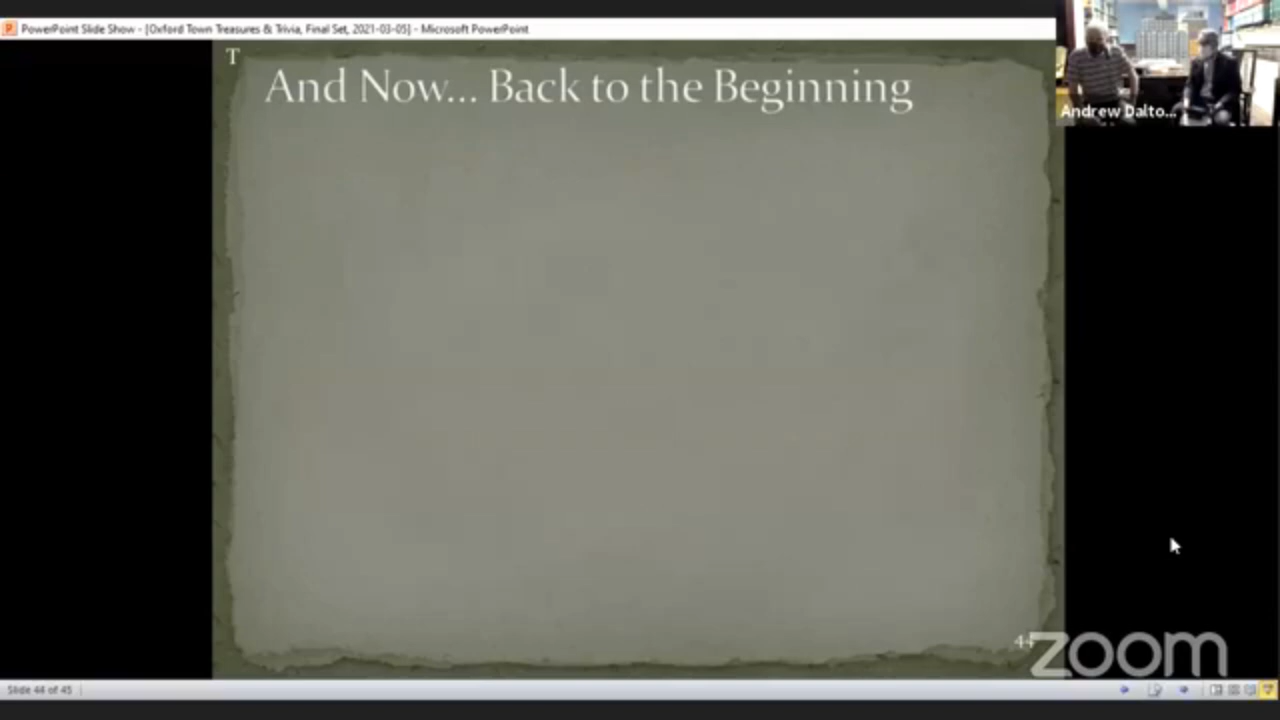 PowerPoint Slide Show - [Oxford Town Treasures & Trivia, Final Set, 2021-03-05] - Microsoft PowerPoint
T
And Now... Back to the Beginning
Andrew Dalto...
44
zoom
Slide 44 of 45